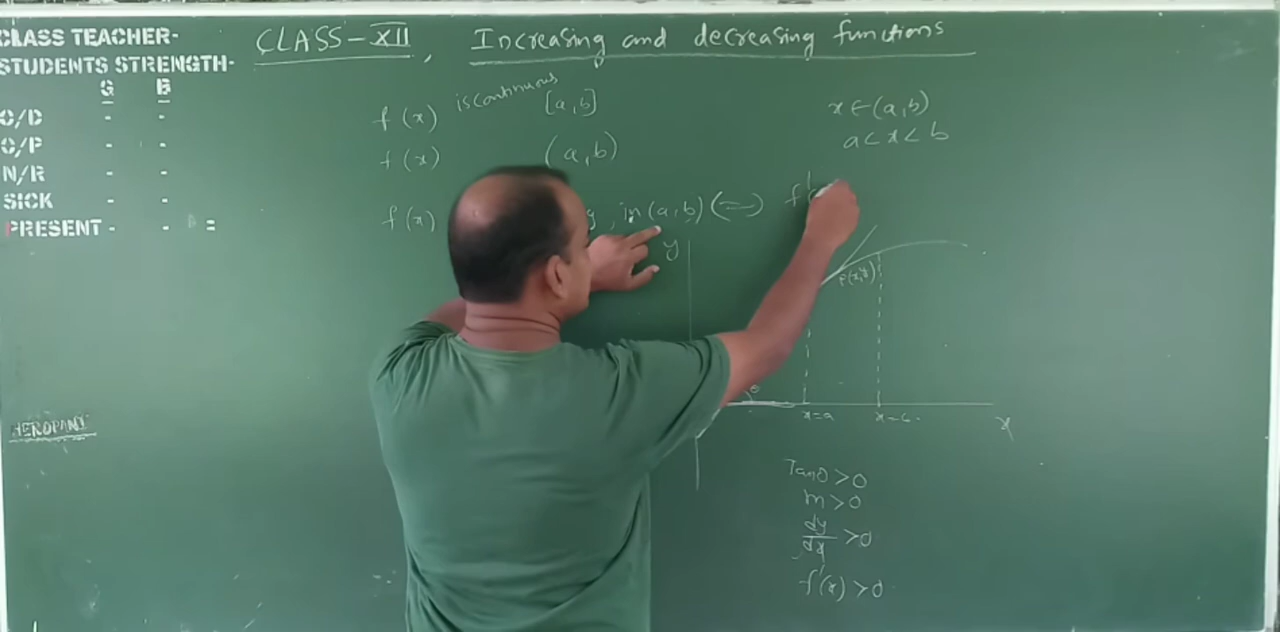 CLASS TEACHER-
STUDENTS STRENGTH-
G B
O/D - -
O/P - -
N/R - -
SICK - -
PRESENT - - =
HEROPANT
CLASS-XII, Increasing and decreasing functions
f(x) is continuous [a,b]
f(x) (a,b)
f(x) g, in (a,b) (⇔) f'
x∈(a,b)
a<x<b
y
P(x,y)
θ
x=a
x=b
x
Tanθ>0
m>0
dy/dx >0
f'(x)>0